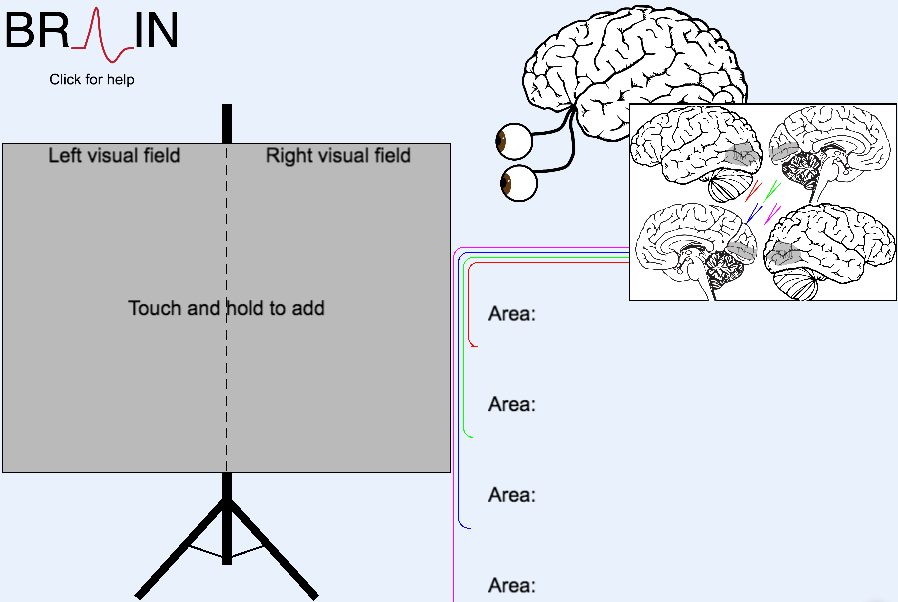 BR IN
Click for help
Left visual field
Right visual field
Touch and hold to add
Area:
Area:
Area:
Area: